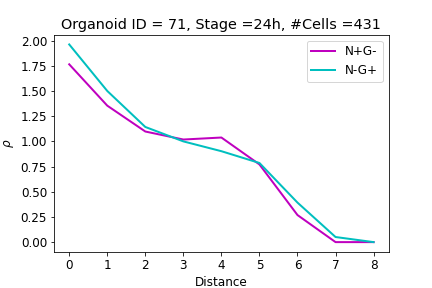 Organoid ID = 71, Stage =24h, #Cells =431
2.00
1.75
1.50
1.25
1.00
0.75
0.50
0.25
0.00
ρ
N+G-
N-G+
0 1 2 3 4 5 6 7 8
Distance